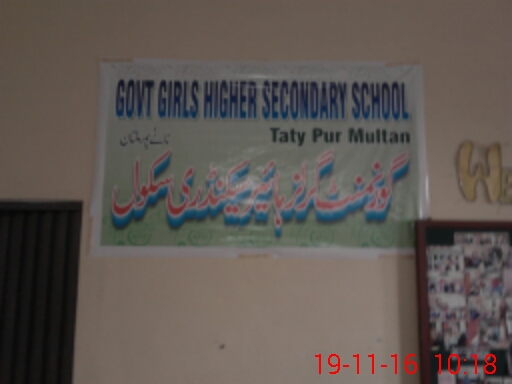 GOVT GIRLS HIGHER SECONDARY SCHOOL
Taty Pur Multan
گورنمنٹ گرلز ہائیر سیکنڈری سکول
19-11-16 10:18